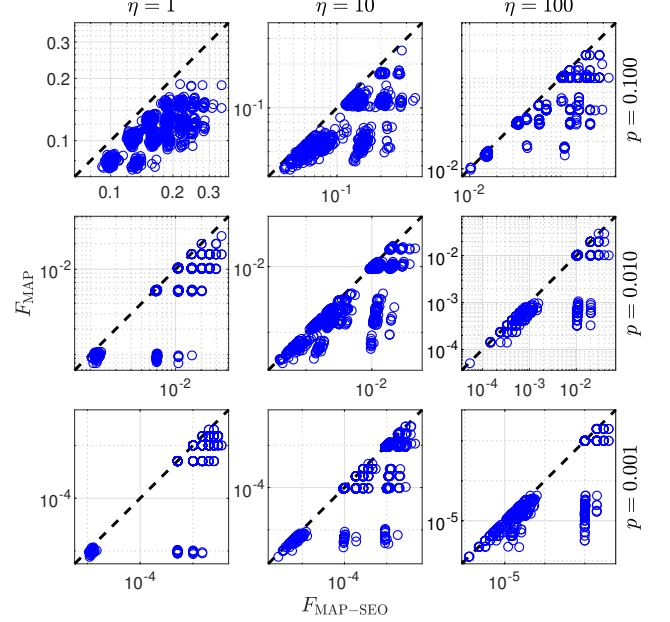 η = 1
η = 10
η = 100
0.3
0.2
0.1
0.1 0.2 0.3
10^-1
10^-1
10^-2
10^-2
p = 0.100
F_MAP
10^-2
10^-2
10^-2
10^-2
10^-2
10^-3
10^-4
10^-4 10^-3 10^-2
p = 0.010
10^-4
10^-4
10^-4
10^-4
10^-5
10^-5
p = 0.001
F_MAP−SEO